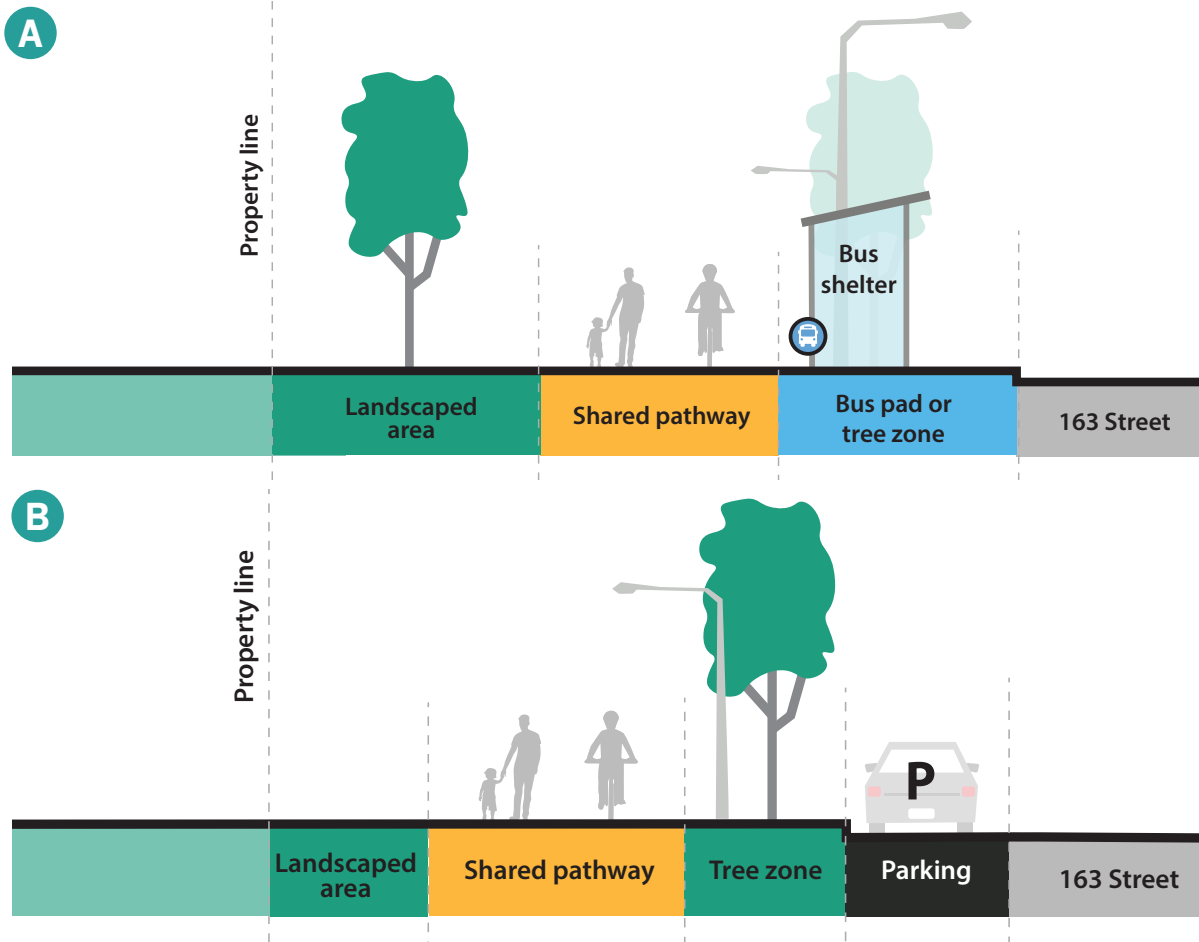 A
Property line
Bus
shelter
Landscaped
area
Shared pathway
Bus pad or
tree zone
163 Street
B
Property line
P
Landscaped
area
Shared pathway
Tree zone
Parking
163 Street